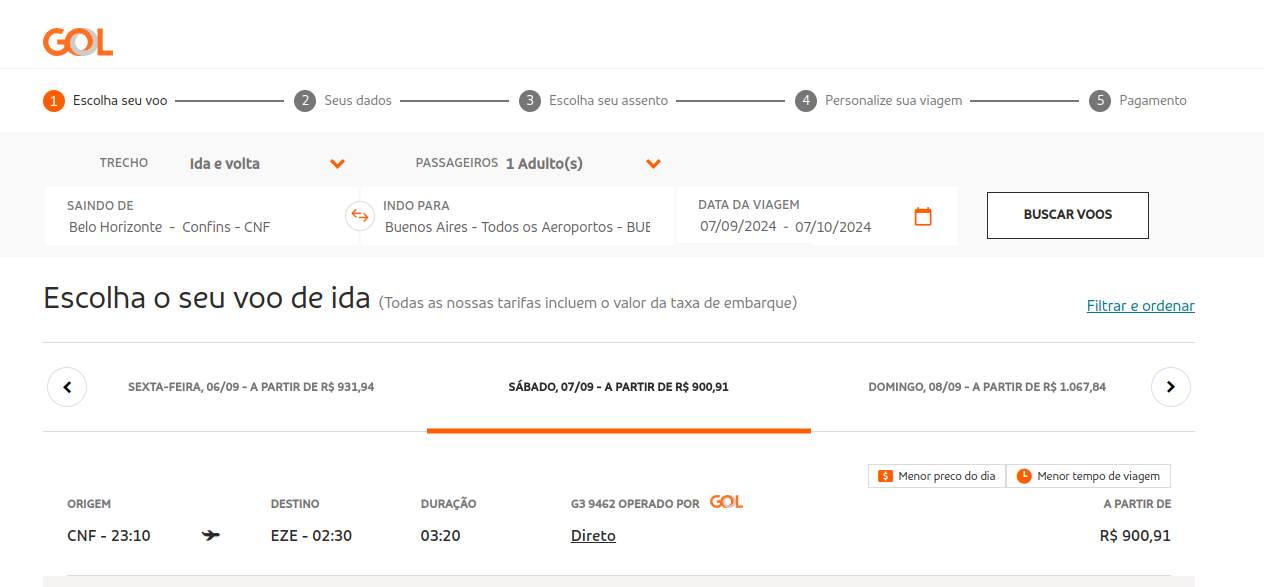 GOL
1 Escolha seu voo 2 Seus dados 3 Escolha seu assento 4 Personalize sua viagem 5 Pagamento
TRECHO Ida e volta PASSAGEIROS 1 Adulto(s)
SAINDO DE INDO PARA DATA DA VIAGEM
Belo Horizonte - Confins - CNF Buenos Aires - Todos os Aeroportos - BUE 07/09/2024 - 07/10/2024
BUSCAR VOOS
Escolha o seu voo de ida (Todas as nossas tarifas incluem o valor da taxa de embarque)
Filtrar e ordenar
SEXTA-FEIRA, 06/09 - A PARTIR DE R$ 931,94 SÁBADO, 07/09 - A PARTIR DE R$ 900,91 DOMINGO, 08/09 - A PARTIR DE R$ 1.067,84
$ Menor preco do dia Menor tempo de viagem
ORIGEM DESTINO DURAÇÃO G3 9462 OPERADO POR GOL A PARTIR DE
CNF - 23:10 EZE - 02:30 03:20 Direto R$ 900,91